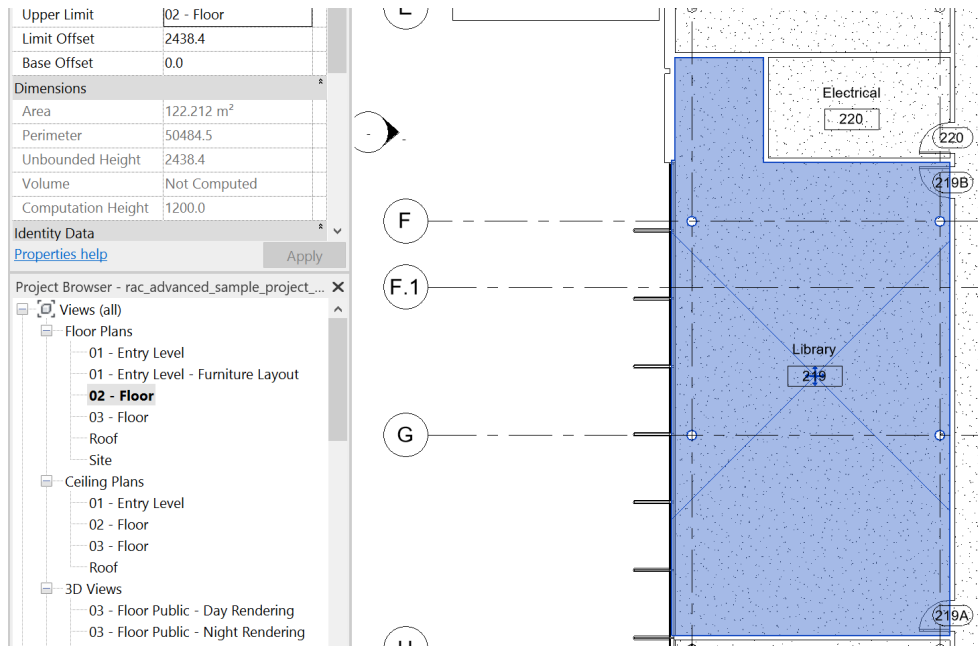 Upper Limit 02 - Floor
Limit Offset 2438.4
Base Offset 0.0
Dimensions
Area 122.212 m²
Perimeter 50484.5
Unbounded Height 2438.4
Volume Not Computed
Computation Height 1200.0
Identity Data
Properties help Apply
Project Browser - rac_advanced_sample_project_...
Views (all)
Floor Plans
01 - Entry Level
01 - Entry Level - Furniture Layout
02 - Floor
03 - Floor
Roof
Site
Ceiling Plans
01 - Entry Level
02 - Floor
03 - Floor
Roof
3D Views
03 - Floor Public - Day Rendering
03 - Floor Public - Night Rendering
Electrical
220
220
219B
F
F.1
Library
219
G
219A